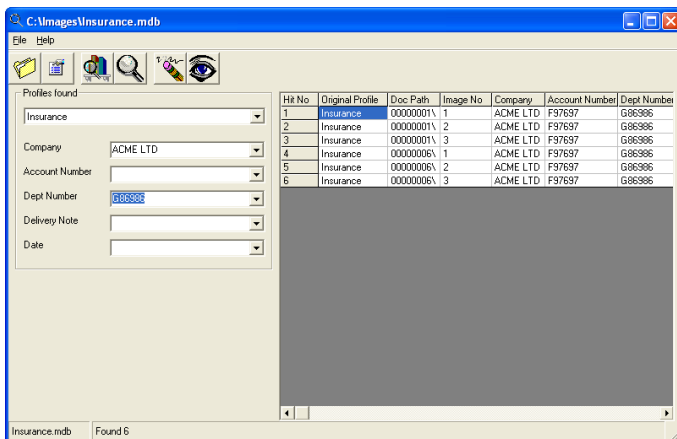 C:\Images\Insurance.mdb
File Help
Profiles found
Insurance
Company ACME LTD
Account Number
Dept Number G86986
Delivery Note
Date
Hit No Original Profile Doc Path Image No Company Account Number Dept Number
1 Insurance 00000001\ 1 ACME LTD F97697 G86986
2 Insurance 00000001\ 2 ACME LTD F97697 G86986
3 Insurance 00000001\ 3 ACME LTD F97697 G86986
4 Insurance 00000006\ 1 ACME LTD F97697 G86986
5 Insurance 00000006\ 2 ACME LTD F97697 G86986
6 Insurance 00000006\ 3 ACME LTD F97697 G86986
Insurance.mdb Found 6